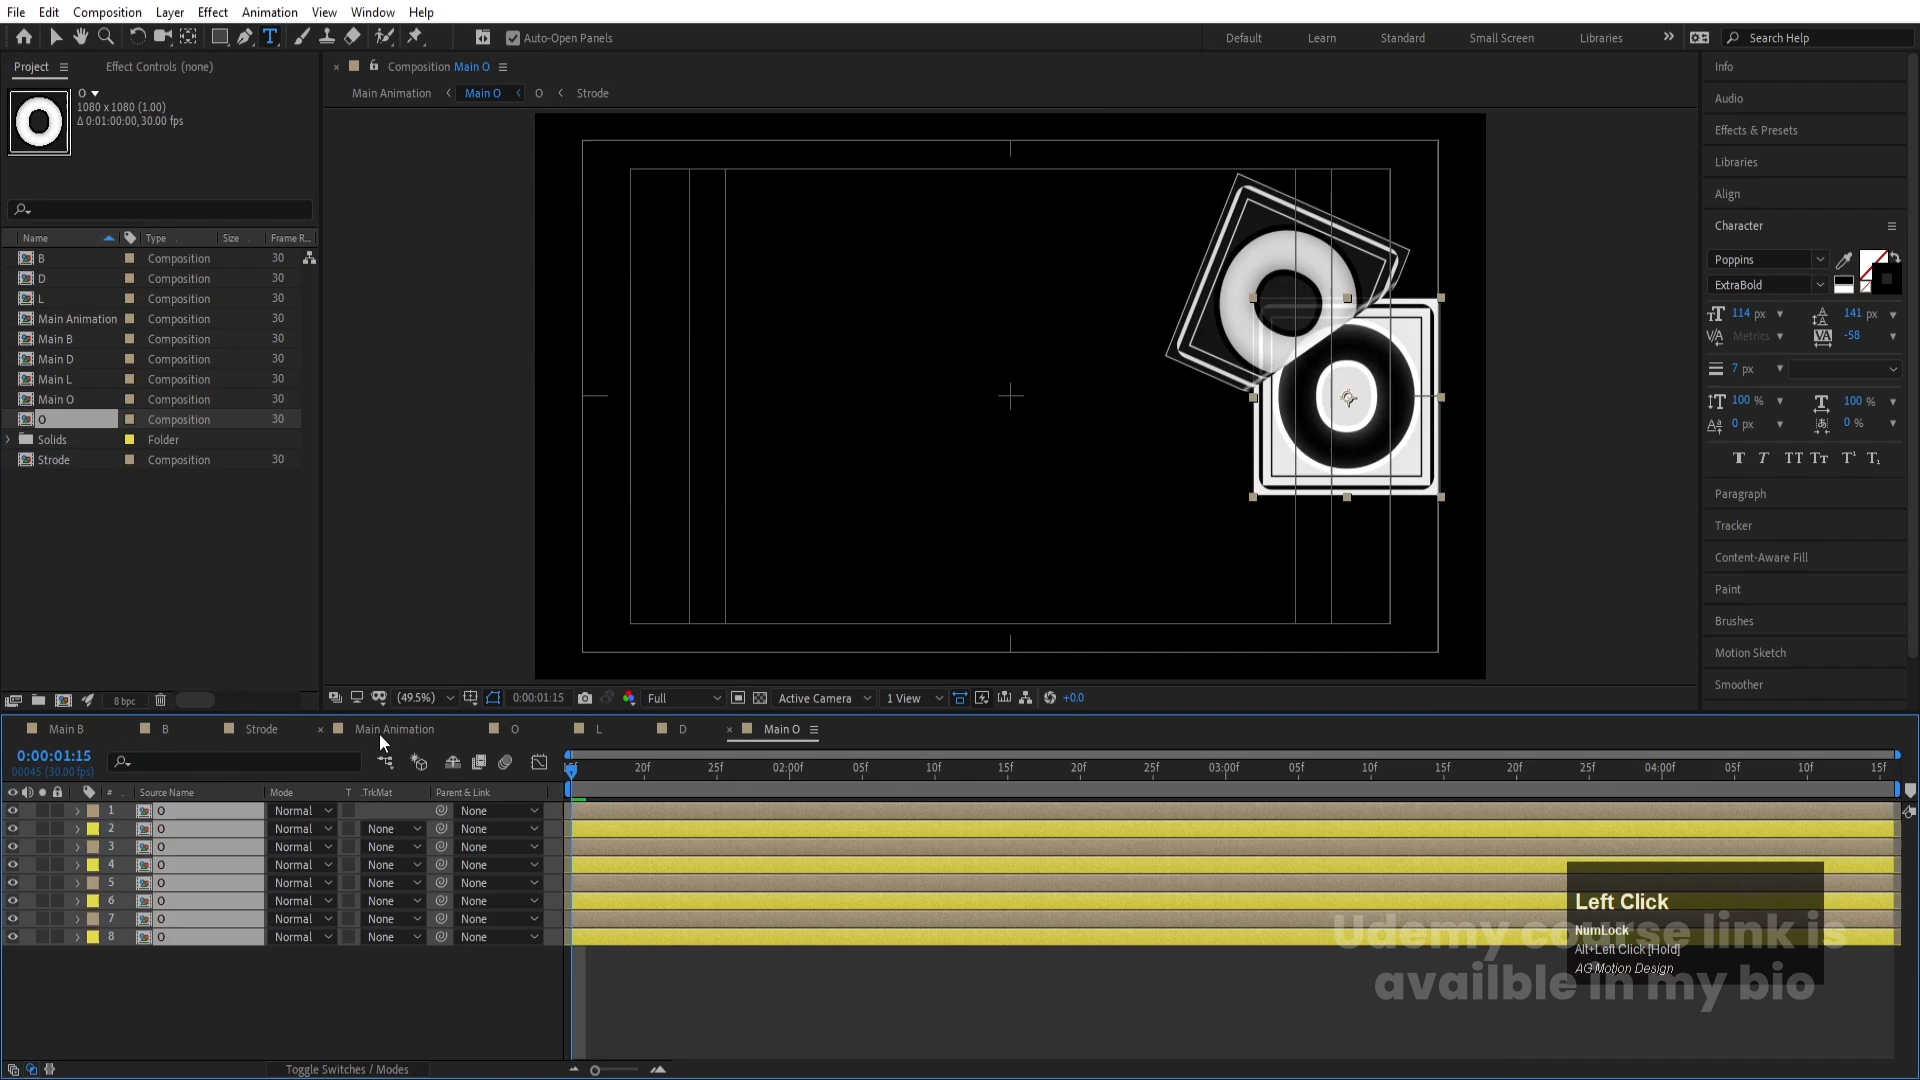 File Edit Composition Layer Effect Animation View Window Help
Auto-Open Panels Default Learn Standard Small Screen Libraries Search Help
Project Effect Controls (none) Composition Main O
Main Animation Main O O Strode
O
1080 x 1080 (1.00)
Δ 0:01:00:00, 30.00 fps
Name Type Size Frame R...
B Composition 30
D Composition 30
L Composition 30
Main Animation Composition 30
Main B Composition 30
Main D Composition 30
Main L Composition 30
Main O Composition 30
O Composition 30
Solids Folder
Strode Composition 30
8 bpc
(49.5%) 0:00:01:15 Full Active Camera 1 View +0.0
Info
Audio
Effects & Presets
Libraries
Align
Character
Poppins
ExtraBold
114 px 141 px
Metrics -58
7 px
100 % 100 %
0 px 0 %
T T TT Tr T¹ T₁
Paragraph
Tracker
Content-Aware Fill
Paint
Brushes
Motion Sketch
Smoother
Main B B Strode Main Animation O L D Main O
0:00:01:15
00045 (30.00 fps)
20f 25f 02:00f 05f 10f 15f 20f 25f 03:00f 05f 10f 15f 20f 25f 04:00f 05f 10f 15f
# Source Name Mode T .TrkMat Parent & Link
1 O Normal None
2 O Normal None None
3 O Normal None None
4 O Normal None None
5 O Normal None None
6 O Normal None None
7 O Normal None None
8 O Normal None None
Left Click
NumLock
Alt+Left Click [Hold]
AG Motion Design
Udemy course link is
availble in my bio
Toggle Switches / Modes